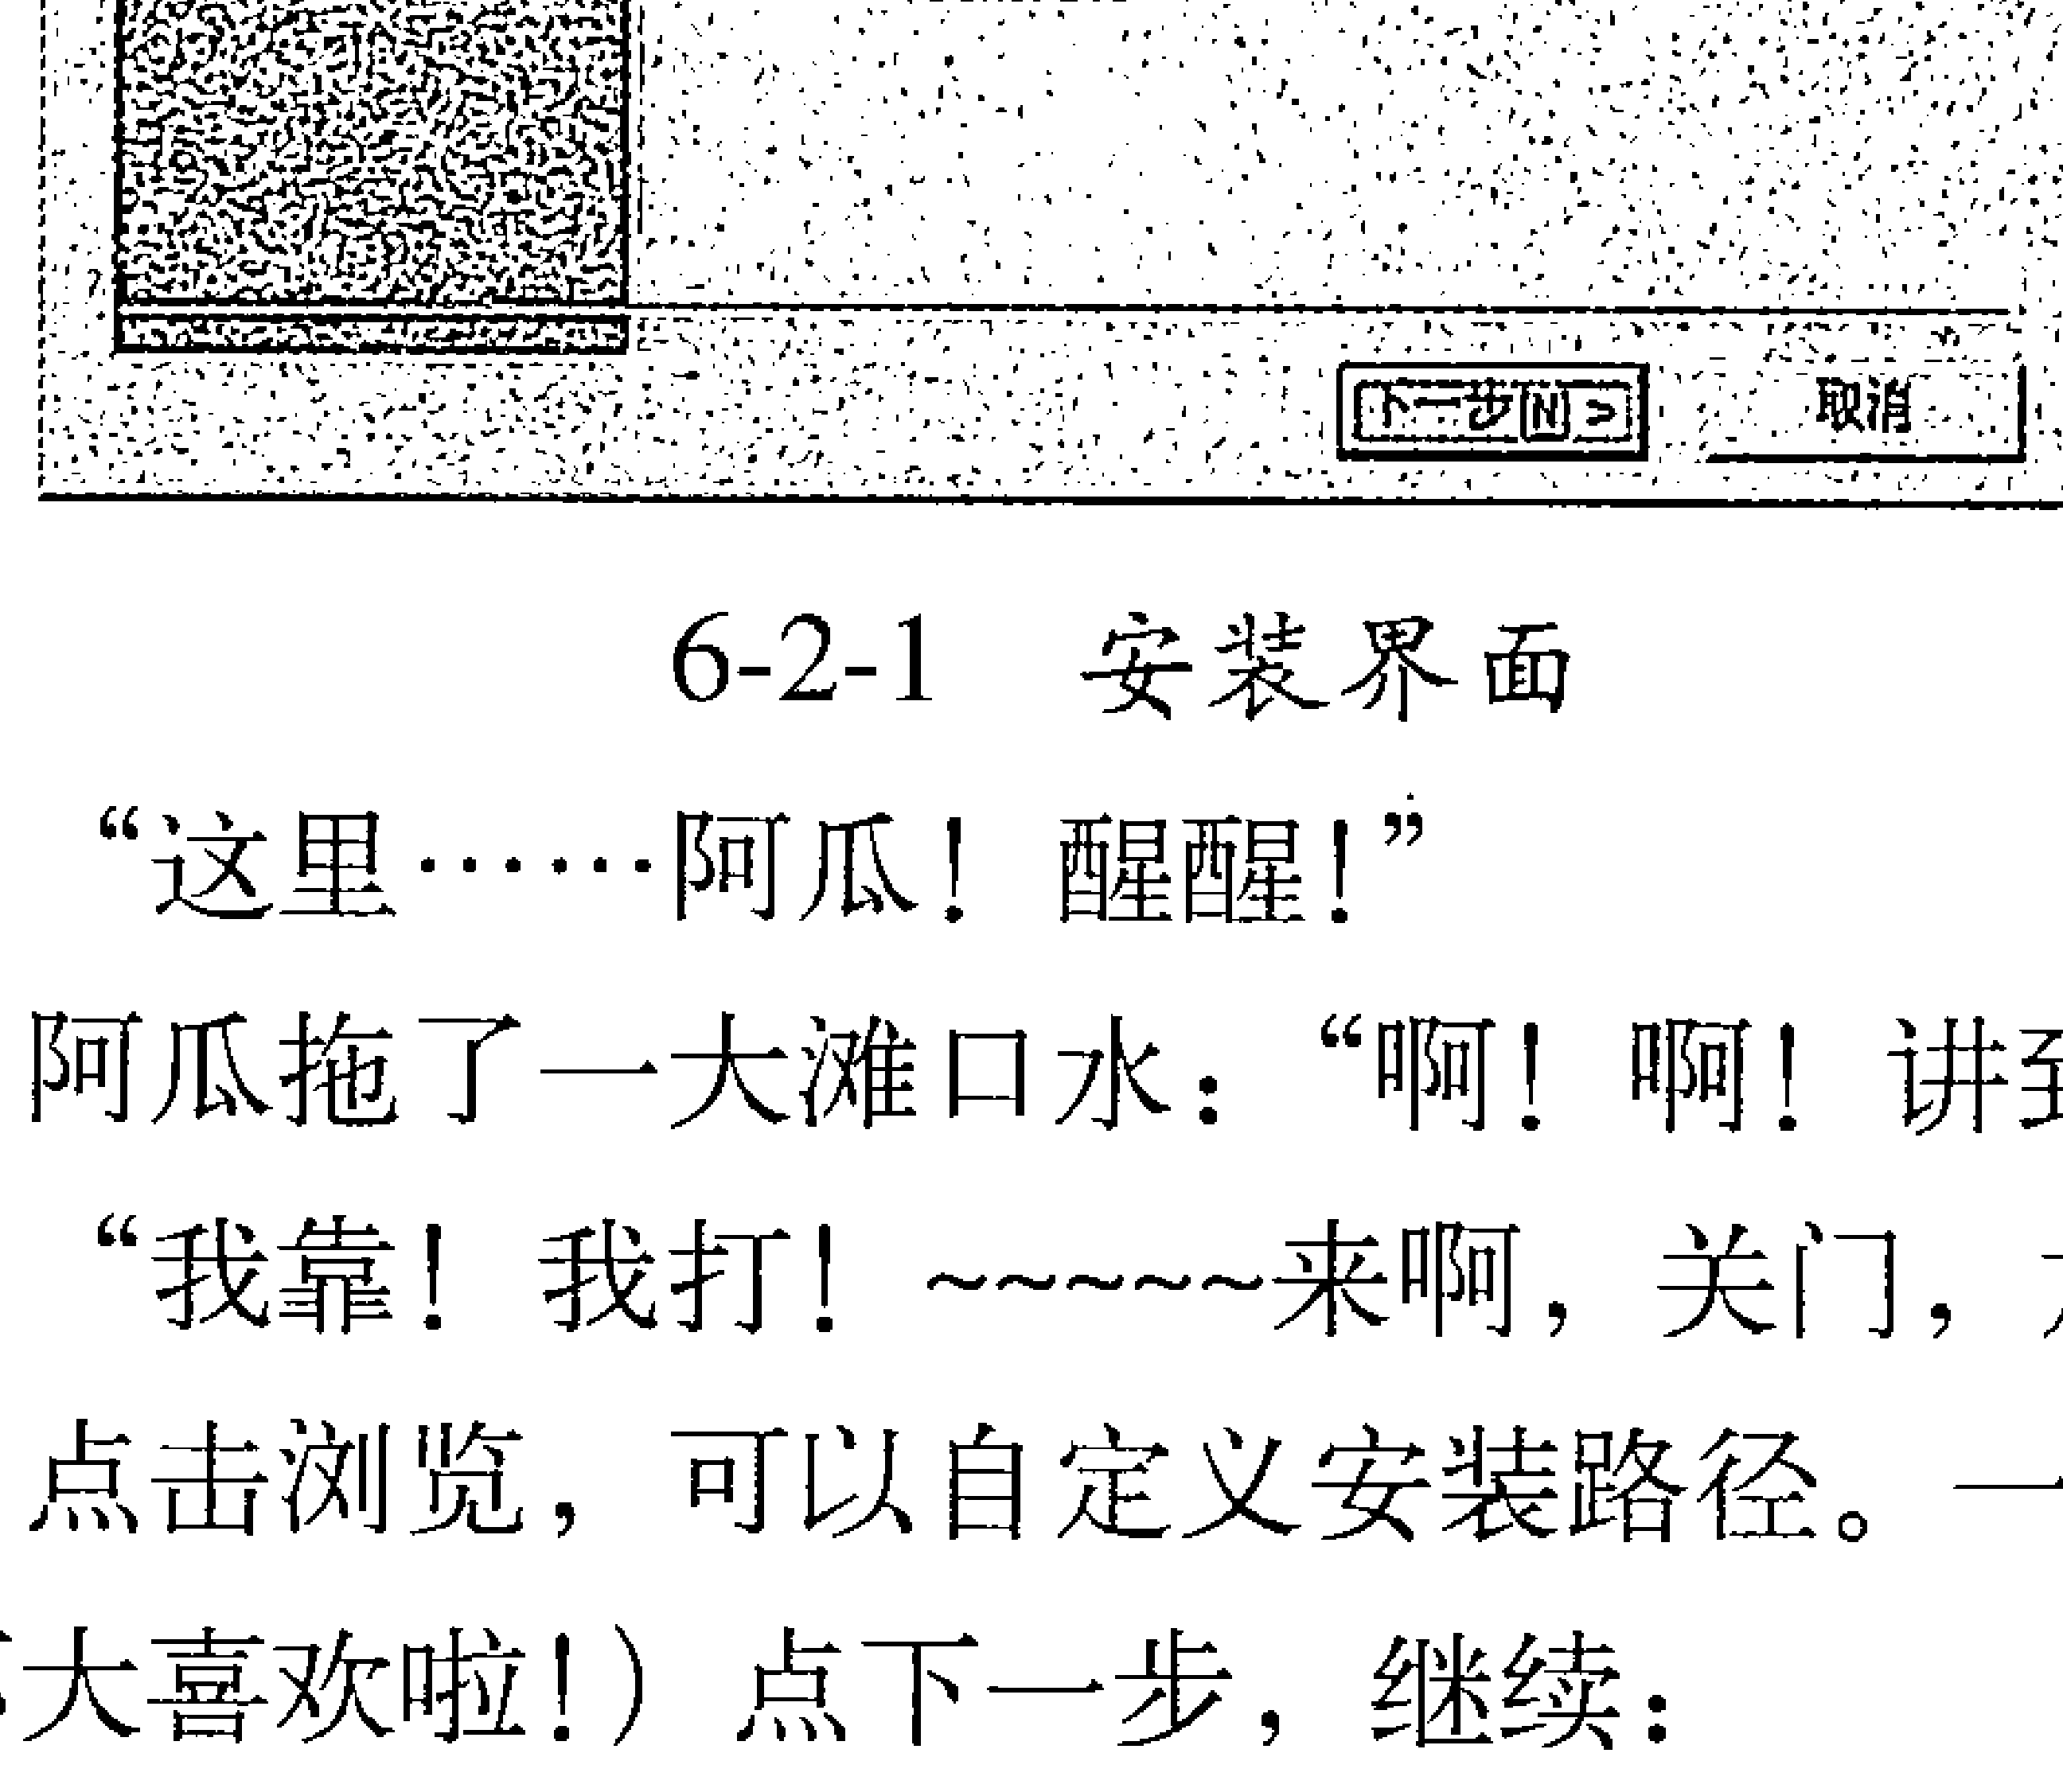 下一步(N) > 取消
6-2-1 安装界面
“这里……阿瓜！醒醒！”
阿瓜拖了一大滩口水：“啊！啊！讲到
“我靠！我打！~~~~~来啊，关门，
点击浏览，可以自定义安装路径。一
大喜欢啦！）点下一步，继续：